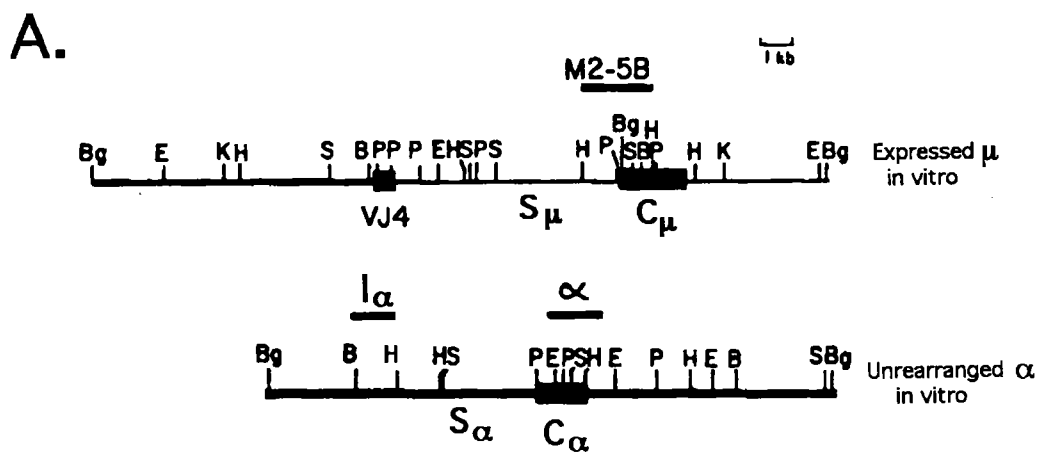 A.
1 kb
M2-5B
Bg E K H S B P P P E H S P S H P Bg S B H P H K E Bg
Expressed μ
in vitro
VJ4 Sμ Cμ
Iα α
Bg B H H S P E P S H E P H E B S Bg
Unrearranged α
in vitro
Sα Cα